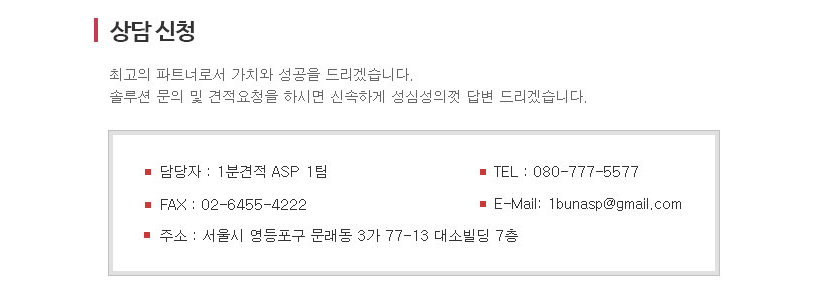 상담 신청
최고의 파트너로서 가치와 성공을 드리겠습니다.
솔루션 문의 및 견적요청을 하시면 신속하게 성심성의껏 답변 드리겠습니다.
담당자 : 1분견적 ASP 1팀
TEL : 080-777-5577
FAX : 02-6455-4222
E-Mail: 1bunasp@gmail.com
주소 : 서울시 영등포구 문래동 3가 77-13 대소빌딩 7층